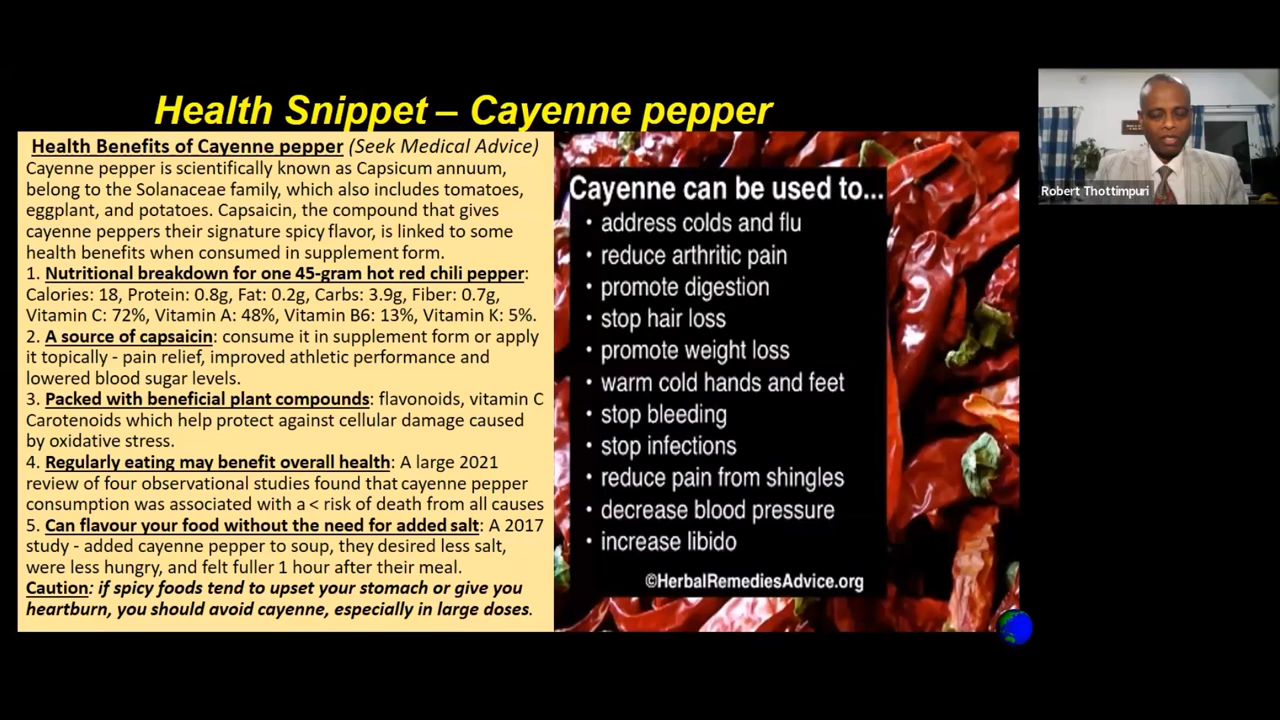 Health Snippet – Cayenne pepper
Health Benefits of Cayenne pepper (Seek Medical Advice)
Cayenne pepper is scientifically known as Capsicum annuum,
belong to the Solanaceae family, which also includes tomatoes,
eggplant, and potatoes. Capsaicin, the compound that gives
cayenne peppers their signature spicy flavor, is linked to some
health benefits when consumed in supplement form.
1. Nutritional breakdown for one 45-gram hot red chili pepper:
Calories: 18, Protein: 0.8g, Fat: 0.2g, Carbs: 3.9g, Fiber: 0.7g,
Vitamin C: 72%, Vitamin A: 48%, Vitamin B6: 13%, Vitamin K: 5%.
2. A source of capsaicin: consume it in supplement form or apply
it topically - pain relief, improved athletic performance and
lowered blood sugar levels.
3. Packed with beneficial plant compounds: flavonoids, vitamin C
Carotenoids which help protect against cellular damage caused
by oxidative stress.
4. Regularly eating may benefit overall health: A large 2021
review of four observational studies found that cayenne pepper
consumption was associated with a < risk of death from all causes
5. Can flavour your food without the need for added salt: A 2017
study - added cayenne pepper to soup, they desired less salt,
were less hungry, and felt fuller 1 hour after their meal.
Caution: if spicy foods tend to upset your stomach or give you
heartburn, you should avoid cayenne, especially in large doses.
Cayenne can be used to...
• address colds and flu
• reduce arthritic pain
• promote digestion
• stop hair loss
• promote weight loss
• warm cold hands and feet
• stop bleeding
• stop infections
• reduce pain from shingles
• decrease blood pressure
• increase libido
©HerbalRemediesAdvice.org
Robert Thottimpuri